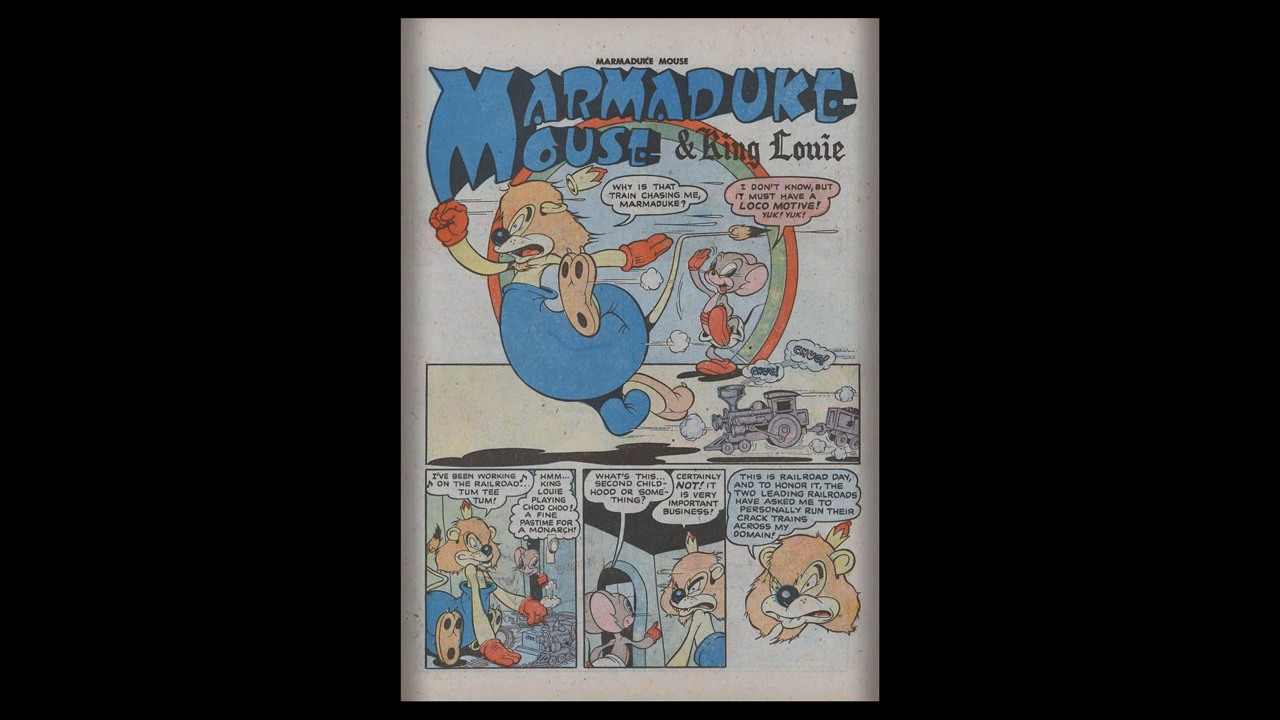 MARMADUKE MOUSE
MARMADUKE
MOUSE
& King Louie
WHY IS THAT
TRAIN CHASING ME,
MARMADUKE?
I DON'T KNOW, BUT
IT MUST HAVE A
LOCO MOTIVE!
YUK! YUK!
CHUG!
CHUG!
I'VE BEEN WORKING
ON THE RAILROAD!..
TUM TEE
TUM!
HMM...
KING
LOUIE
PLAYING
CHOO CHOO!
A FINE
PASTIME FOR
A MONARCH!
WHAT'S THIS...
SECOND CHILD-
HOOD OR SOME-
THING?
CERTAINLY
NOT! IT
IS VERY
IMPORTANT
BUSINESS!
THIS IS RAILROAD DAY,
AND TO HONOR IT, THE
TWO LEADING RAILROADS
HAVE ASKED ME TO
PERSONALLY RUN THEIR
CRACK TRAINS
ACROSS MY
DOMAIN!